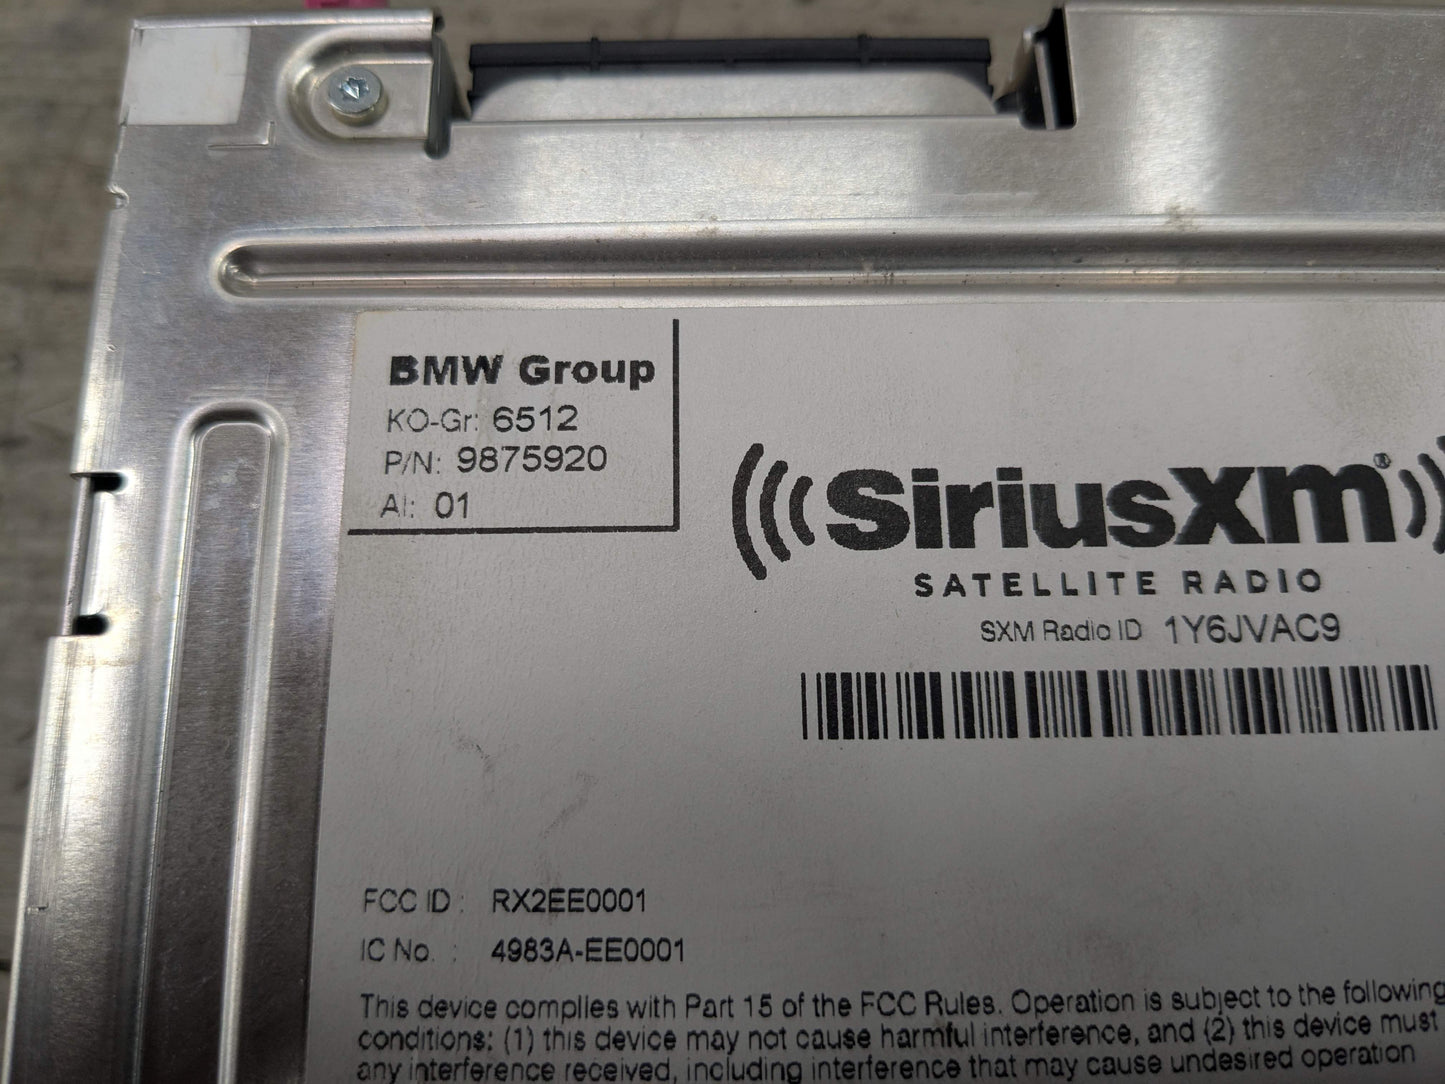 BMW Group
KO-Gr: 6512
P/N: 9875920
AI: 01
SiriusXM®
SATELLITE RADIO
SXM Radio ID 1Y6JVAC9
FCC ID : RX2EE0001
IC No. : 4983A-EE0001
This device complies with Part 15 of the FCC Rules. Operation is subject to the following
conditions: (1) this device may not cause harmful interference, and (2) this device must
any interference received, including interference that may cause undesired operation